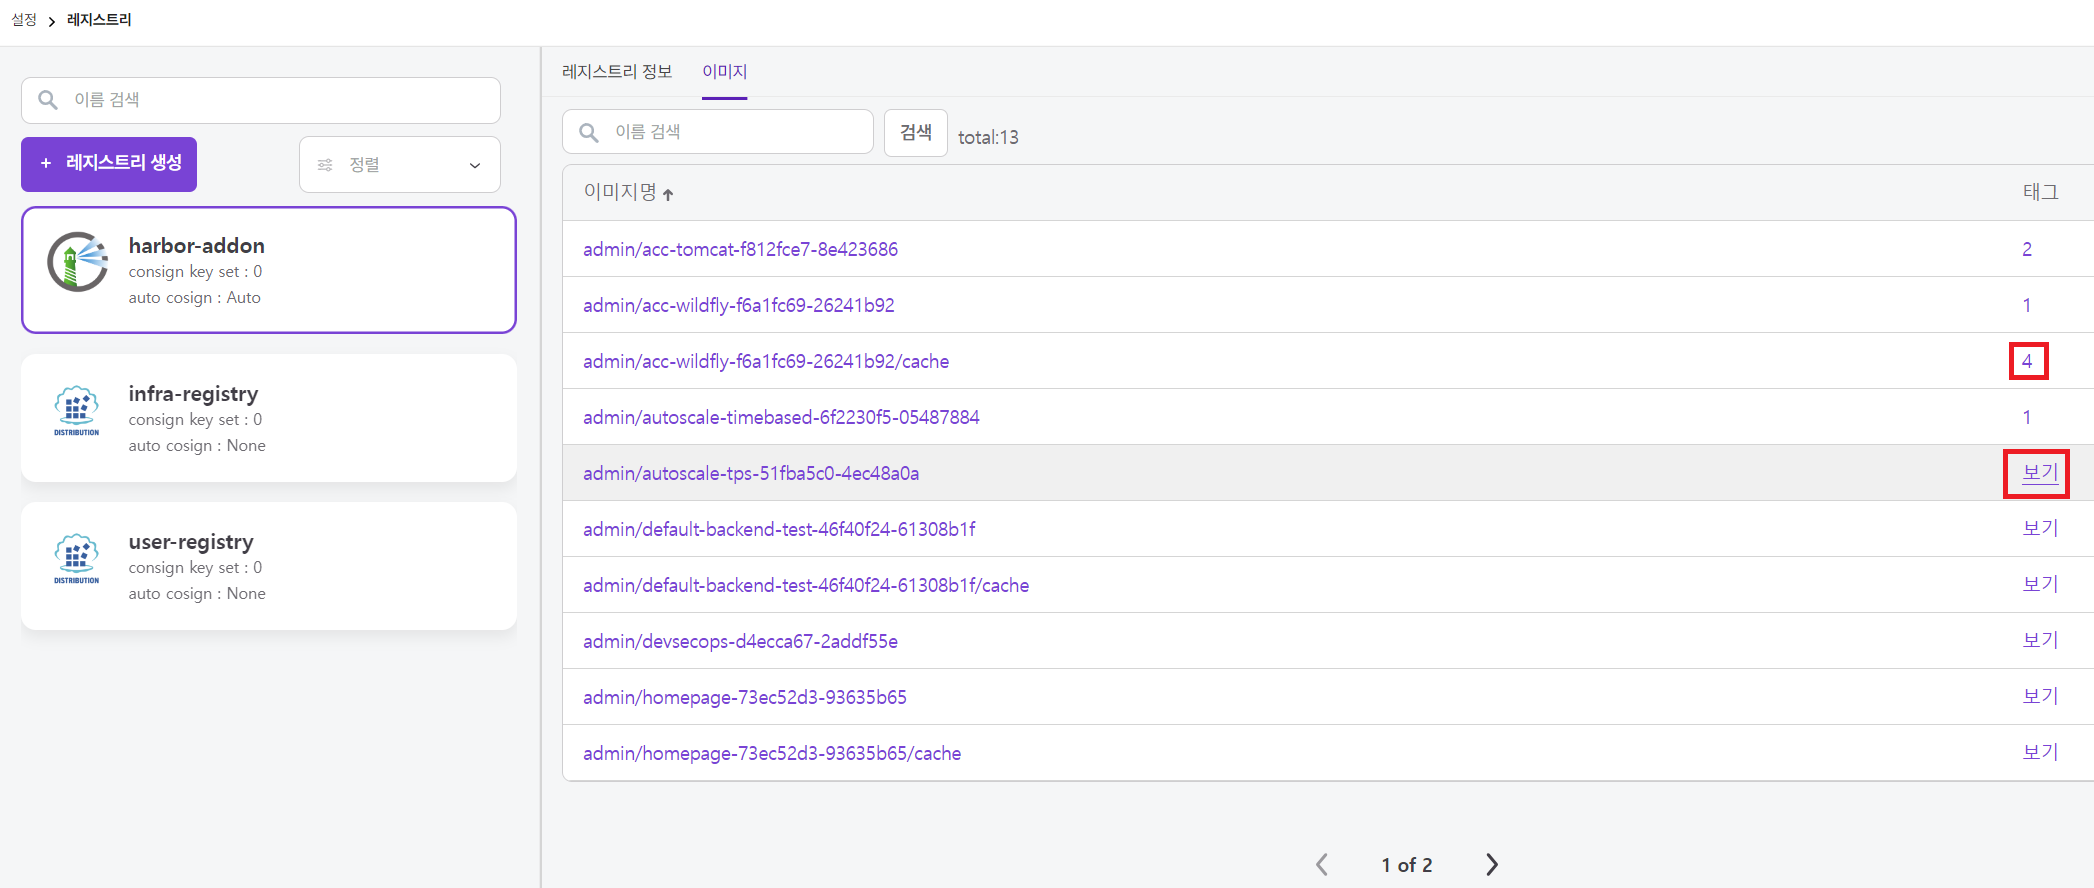 설정 > 레지스트리
이름 검색
+ 레지스트리 생성
정렬
harbor-addon
consign key set : 0
auto cosign : Auto
DISTRIBUTION
infra-registry
consign key set : 0
auto cosign : None
DISTRIBUTION
user-registry
consign key set : 0
auto cosign : None
레지스트리 정보 이미지
이름 검색 검색 total:13
이미지명 태그
admin/acc-tomcat-f812fce7-8e423686 2
admin/acc-wildfly-f6a1fc69-26241b92 1
admin/acc-wildfly-f6a1fc69-26241b92/cache 4
admin/autoscale-timebased-6f2230f5-05487884 1
admin/autoscale-tps-51fba5c0-4ec48a0a 보기
admin/default-backend-test-46f40f24-61308b1f 보기
admin/default-backend-test-46f40f24-61308b1f/cache 보기
admin/devsecops-d4ecca67-2addf55e 보기
admin/homepage-73ec52d3-93635b65 보기
admin/homepage-73ec52d3-93635b65/cache 보기
1 of 2